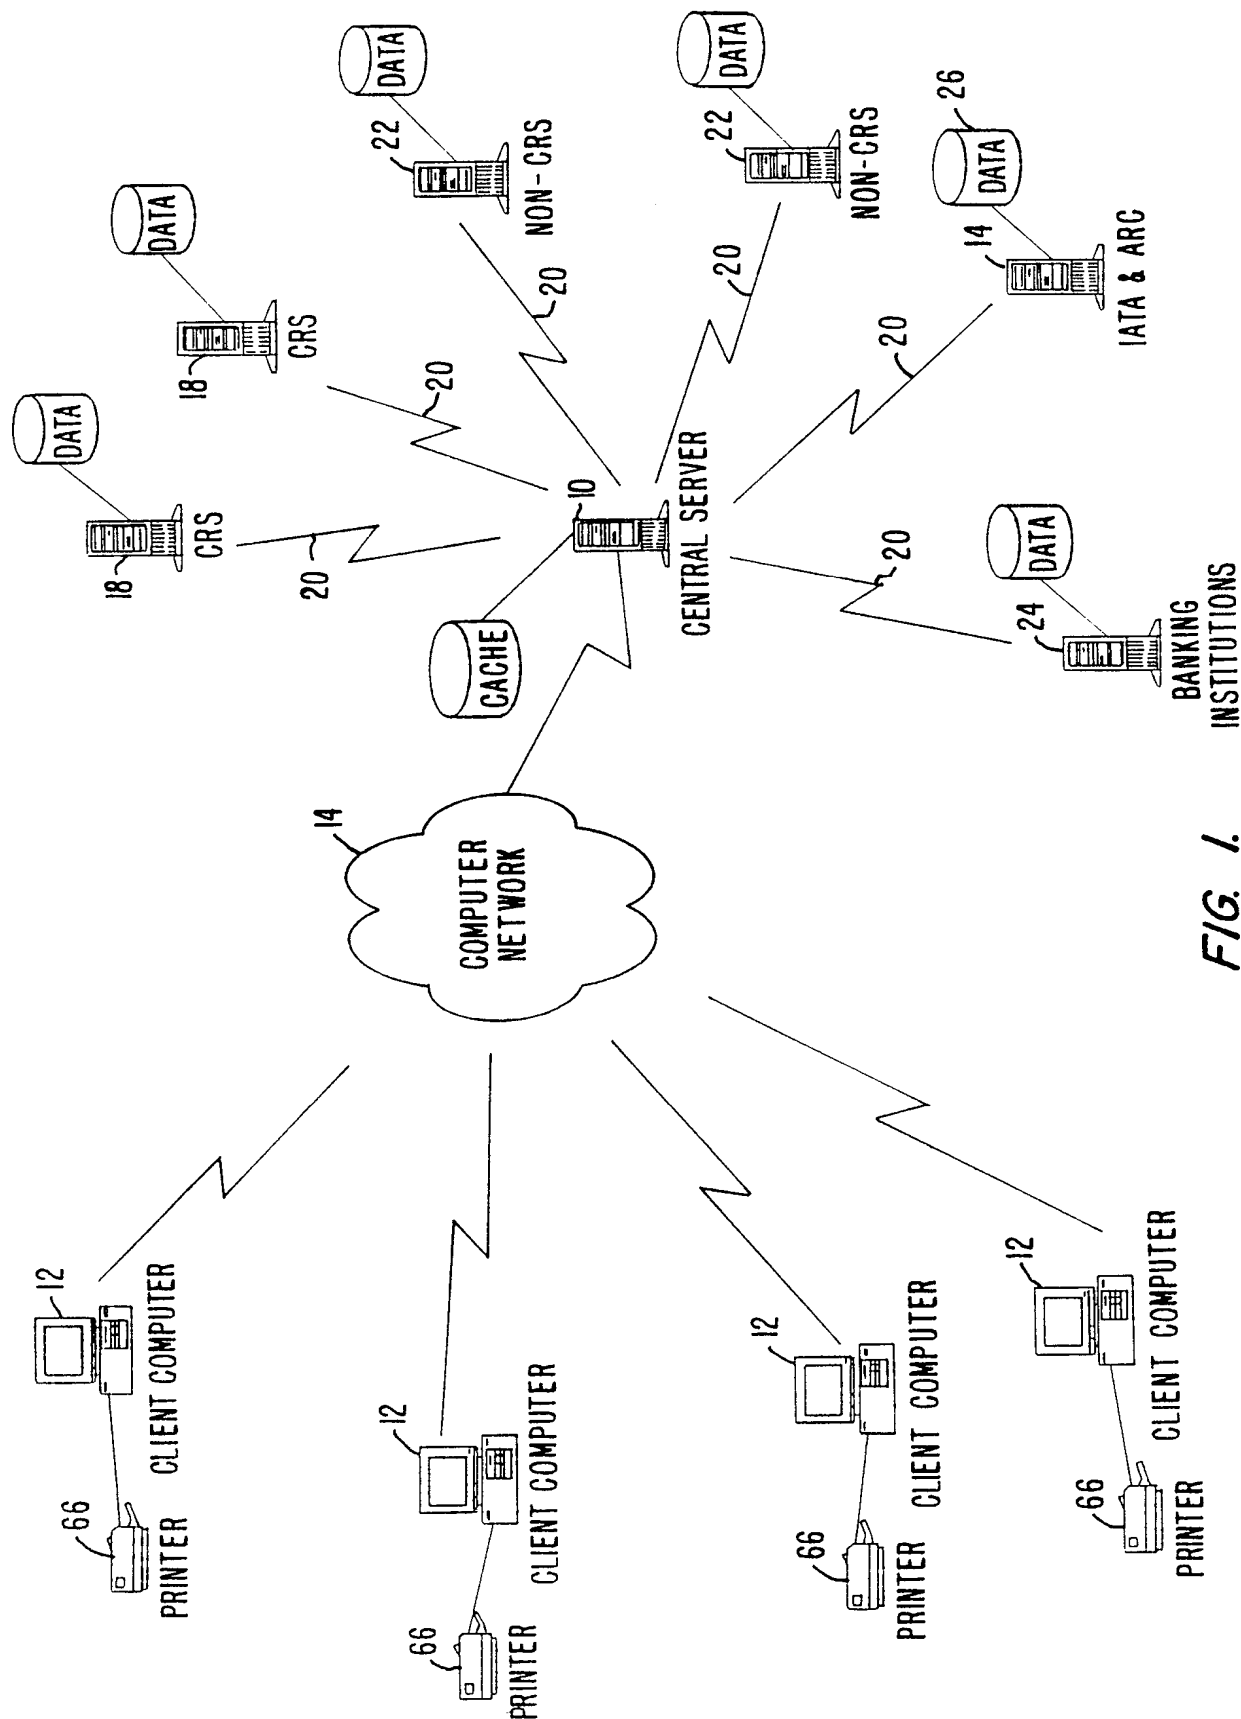 66
PRINTER
12
CLIENT COMPUTER
66
PRINTER
12
CLIENT COMPUTER
66
PRINTER
12
CLIENT COMPUTER
66
PRINTER
12
CLIENT COMPUTER
14
COMPUTER
NETWORK
CACHE
10
CENTRAL SERVER
20
18
CRS
DATA
20
18
CRS
DATA
20
22
NON-CRS
DATA
20
22
NON-CRS
DATA
20
14
IATA & ARC
DATA
26
20
24
BANKING
INSTITUTIONS
DATA
FIG. 1.